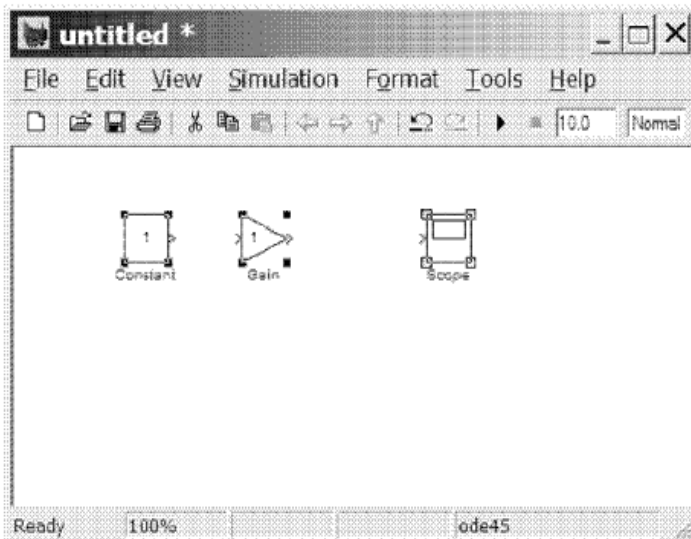 untitled *
File Edit View Simulation Format Tools Help
10.0 Normal
1 1
Constant Gain Scope
Ready 100% ode45